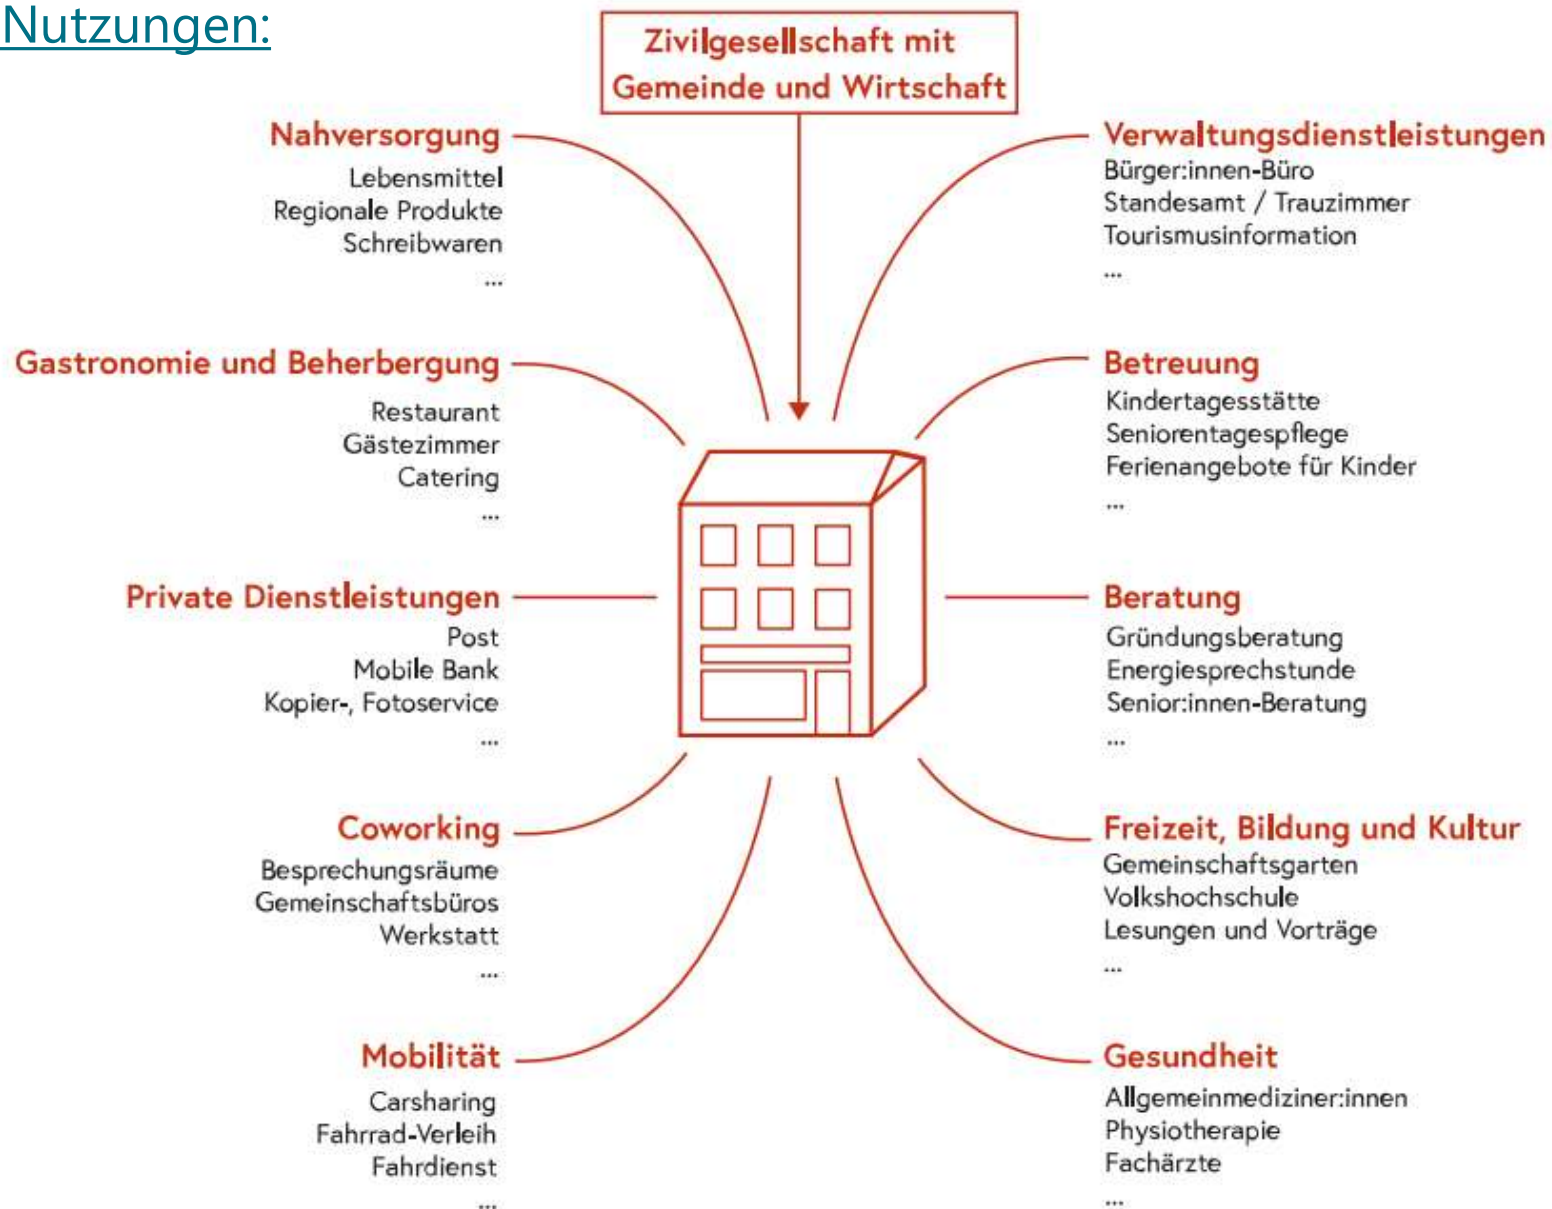 Nutzungen:
Zivilgesellschaft mit
Gemeinde und Wirtschaft
Nahversorgung
Lebensmittel
Regionale Produkte
Schreibwaren
...
Gastronomie und Beherbergung
Restaurant
Gästezimmer
Catering
...
Private Dienstleistungen
Post
Mobile Bank
Kopier-, Fotoservice
...
Coworking
Besprechungsräume
Gemeinschaftsbüros
Werkstatt
...
Mobilität
Carsharing
Fahrrad-Verleih
Fahrdienst
...
Verwaltungsdienstleistungen
Bürger:innen-Büro
Standesamt / Trauzimmer
Tourismusinformation
...
Betreuung
Kindertagesstätte
Seniorentagespflege
Ferienangebote für Kinder
...
Beratung
Gründungsberatung
Energiesprechstunde
Senior:innen-Beratung
...
Freizeit, Bildung und Kultur
Gemeinschaftsgarten
Volkshochschule
Lesungen und Vorträge
...
Gesundheit
Allgemeinmediziner:innen
Physiotherapie
Fachärzte
...